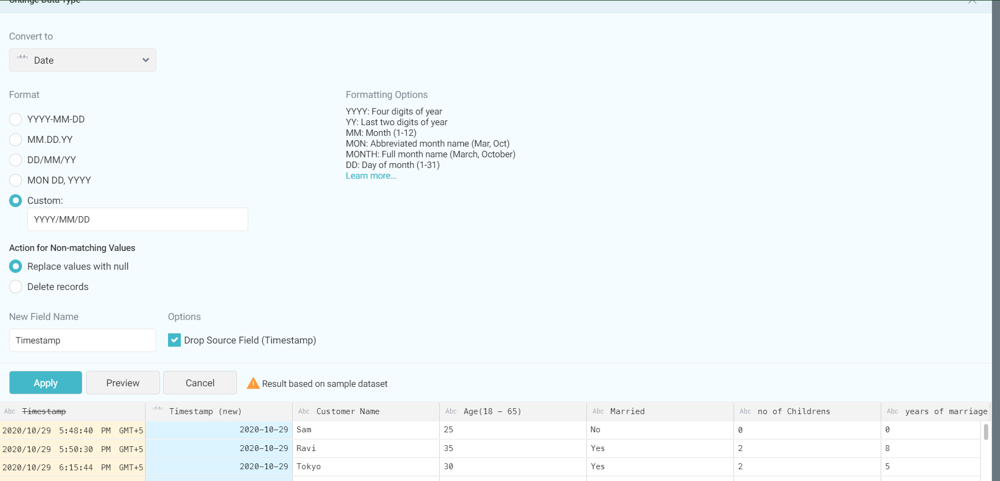 Change Data Type
Convert to
Date
Format
YYYY-MM-DD
MM.DD.YY
DD/MM/YY
MON DD, YYYY
Custom:
YYYY/MM/DD
Formatting Options
YYYY: Four digits of year
YY: Last two digits of year
MM: Month (1-12)
MON: Abbreviated month name (Mar, Oct)
MONTH: Full month name (March, October)
DD: Day of month (1-31)
Learn more...
Action for Non-matching Values
Replace values with null
Delete records
New Field Name
Timestamp
Options
Drop Source Field (Timestamp)
Apply Preview Cancel Result based on sample dataset
Abc Timestamp Timestamp (new) Abc Customer Name Abc Age(18 - 65) Abc Married Abc no of Childrens Abc years of marriage
2020/10/29 5:48:40 PM GMT+5 2020-10-29 Sam 25 No 0 0
2020/10/29 5:50:30 PM GMT+5 2020-10-29 Ravi 35 Yes 2 8
2020/10/29 6:15:44 PM GMT+5 2020-10-29 Tokyo 30 Yes 2 5